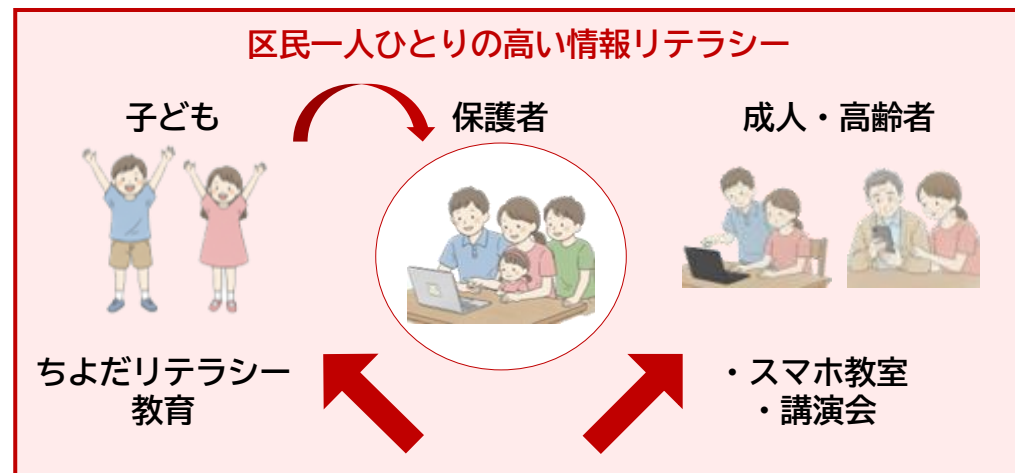 区民一人ひとりの高い情報リテラシー
子ども
保護者
成人・高齢者
ちよだリテラシー
教育
・スマホ教室
・講演会